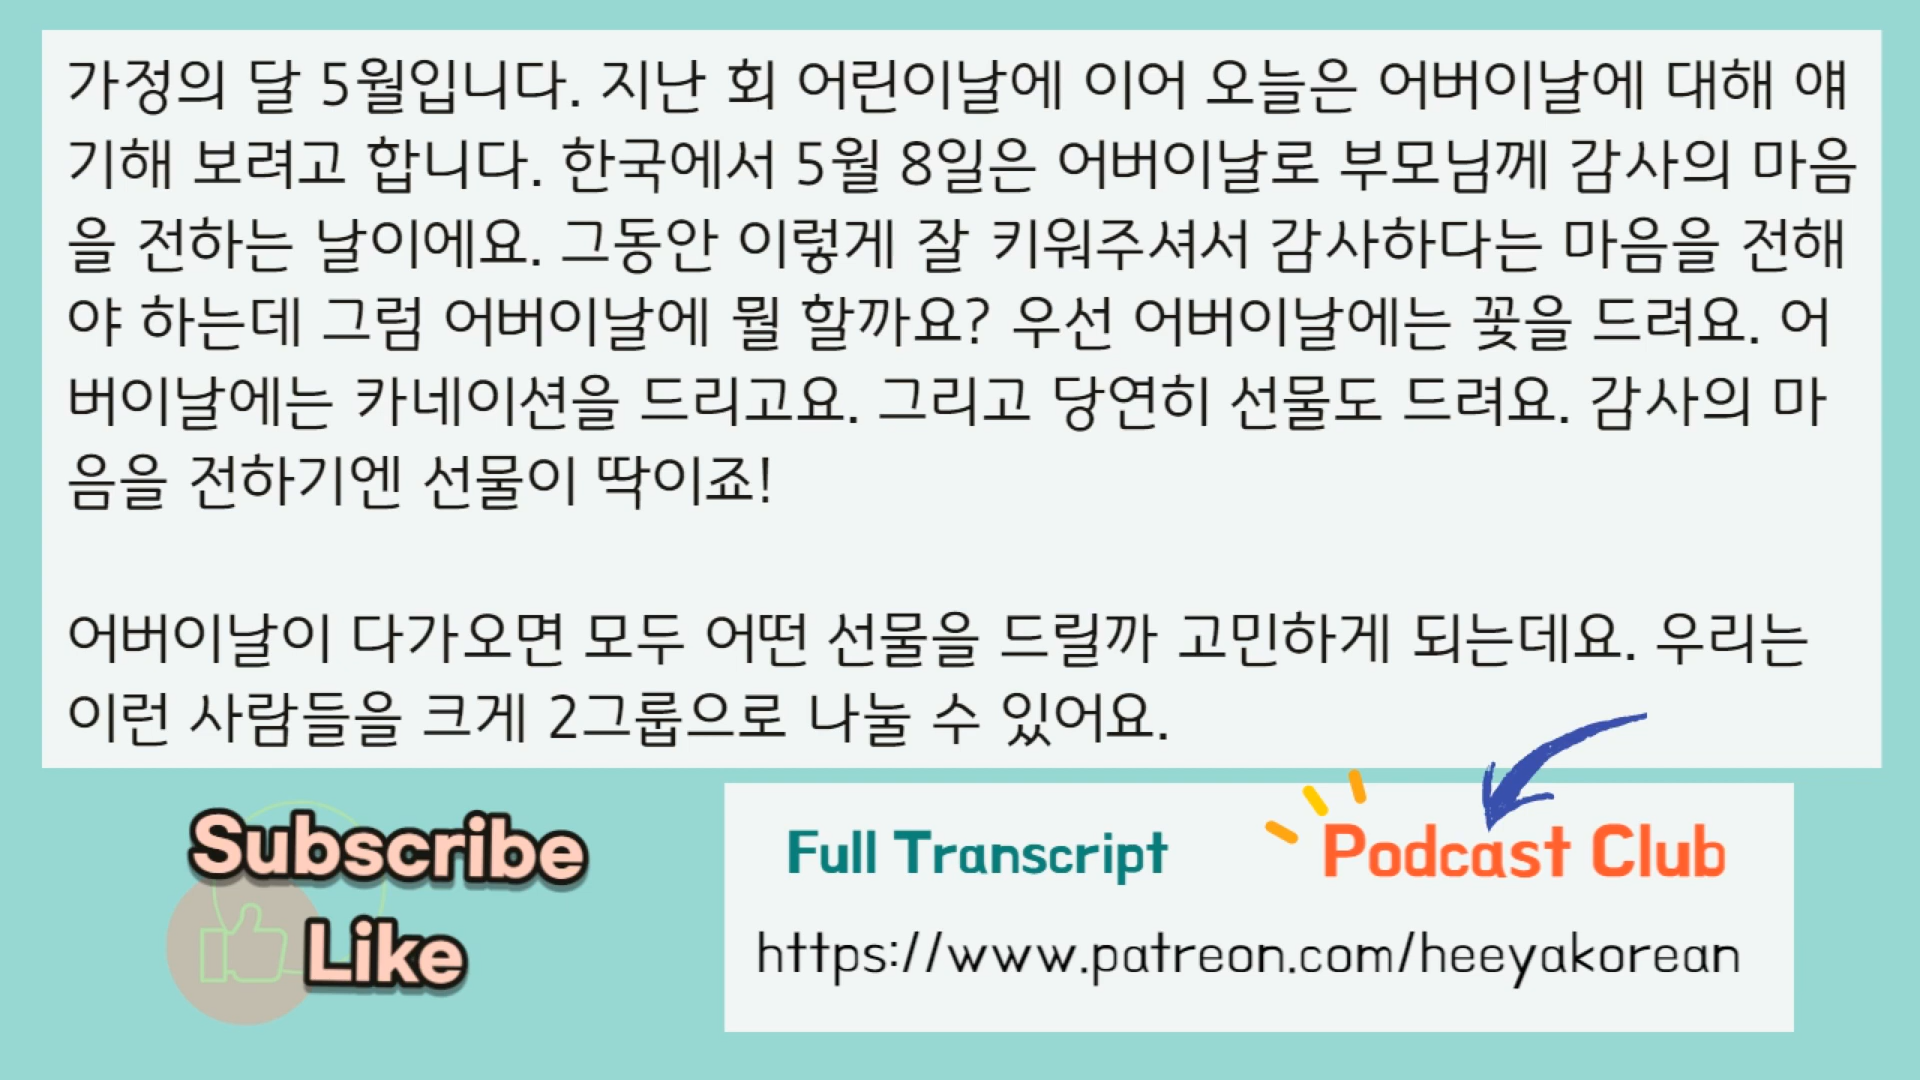 가정의 달 5월입니다. 지난 회 어린이날에 이어 오늘은 어버이날에 대해 얘
기해 보려고 합니다. 한국에서 5월 8일은 어버이날로 부모님께 감사의 마음
을 전하는 날이에요. 그동안 이렇게 잘 키워주셔서 감사하다는 마음을 전해
야 하는데 그럼 어버이날에 뭘 할까요? 우선 어버이날에는 꽃을 드려요. 어
버이날에는 카네이션을 드리고요. 그리고 당연히 선물도 드려요. 감사의 마
음을 전하기엔 선물이 딱이죠!
어버이날이 다가오면 모두 어떤 선물을 드릴까 고민하게 되는데요. 우리는
이런 사람들을 크게 2그룹으로 나눌 수 있어요.
Subscribe
Like
Full Transcript
Podcast Club
https://www.patreon.com/heeyakorean